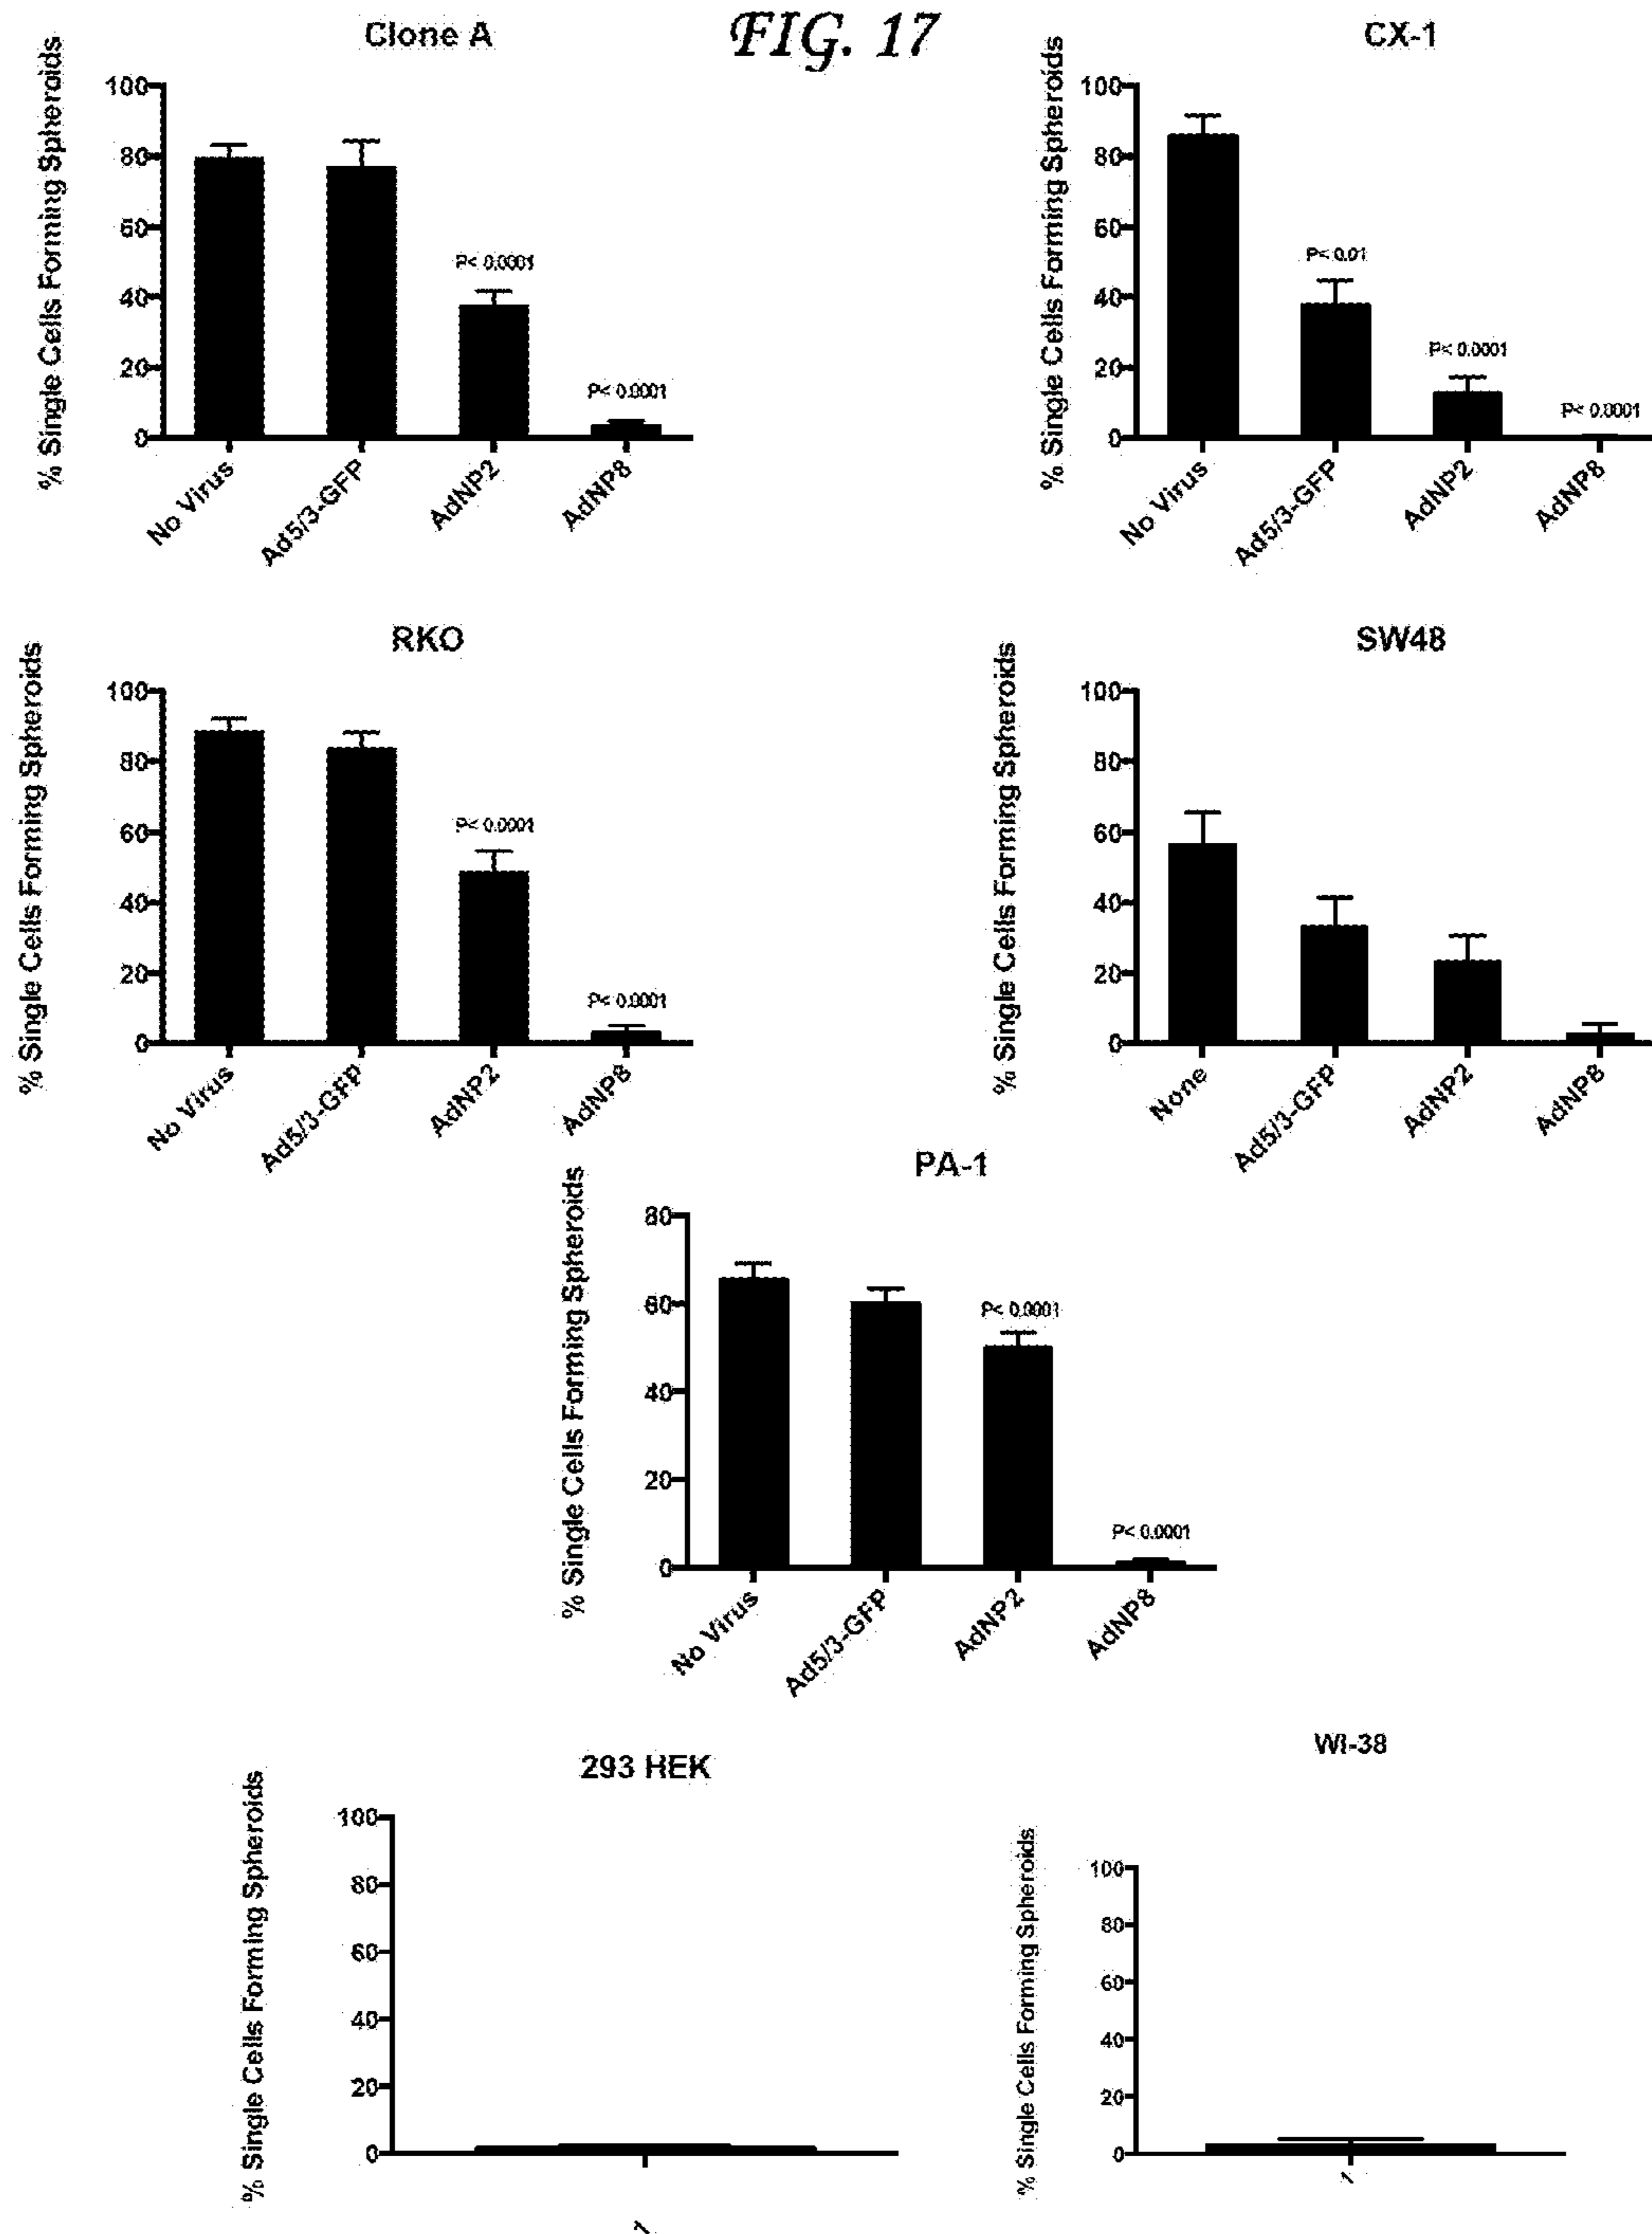 FIG. 17
Clone A
% Single Cells Forming Spheroids
100
80
60
40
20
0
P< 0.0001
P< 0.0001
No Virus
Ad5/3-GFP
AdNP2
AdNP8
CX-1
% Single Cells Forming Spheroids
100
80
60
40
20
0
P< 0.01
P< 0.0001
P< 0.0001
No Virus
Ad5/3-GFP
AdNP2
AdNP8
RKO
% Single Cells Forming Spheroids
100
80
60
40
20
0
P< 0.0001
P< 0.0001
No Virus
Ad5/3-GFP
AdNP2
AdNP8
SW48
% Single Cells Forming Spheroids
100
80
60
40
20
0
None
Ad5/3-GFP
AdNP2
AdNP8
PA-1
% Single Cells Forming Spheroids
80
60
40
20
0
P< 0.0001
P< 0.0001
No Virus
Ad5/3-GFP
AdNP2
AdNP8
293 HEK
% Single Cells Forming Spheroids
100
80
60
40
20
0
1
WI-38
% Single Cells Forming Spheroids
100
80
60
40
20
0
1